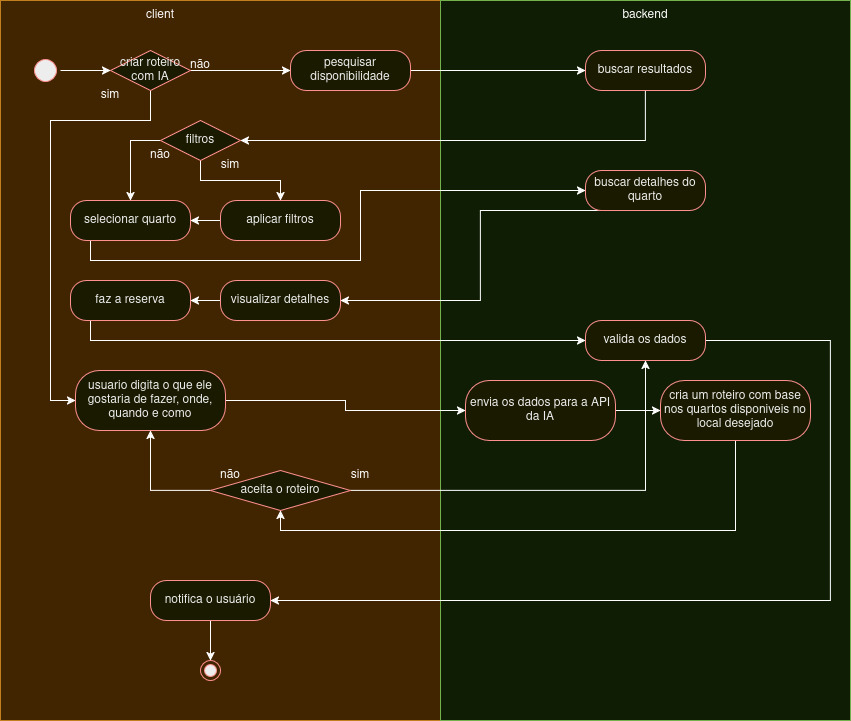 client
backend
criar roteiro
com IA
não
sim
pesquisar
disponibilidade
buscar resultados
filtros
não
sim
selecionar quarto
aplicar filtros
buscar detalhes do
quarto
faz a reserva
visualizar detalhes
valida os dados
usuario digita o que ele
gostaria de fazer, onde,
quando e como
envia os dados para a API
da IA
cria um roteiro com base
nos quartos disponiveis no
local desejado
não
sim
aceita o roteiro
notifica o usuário